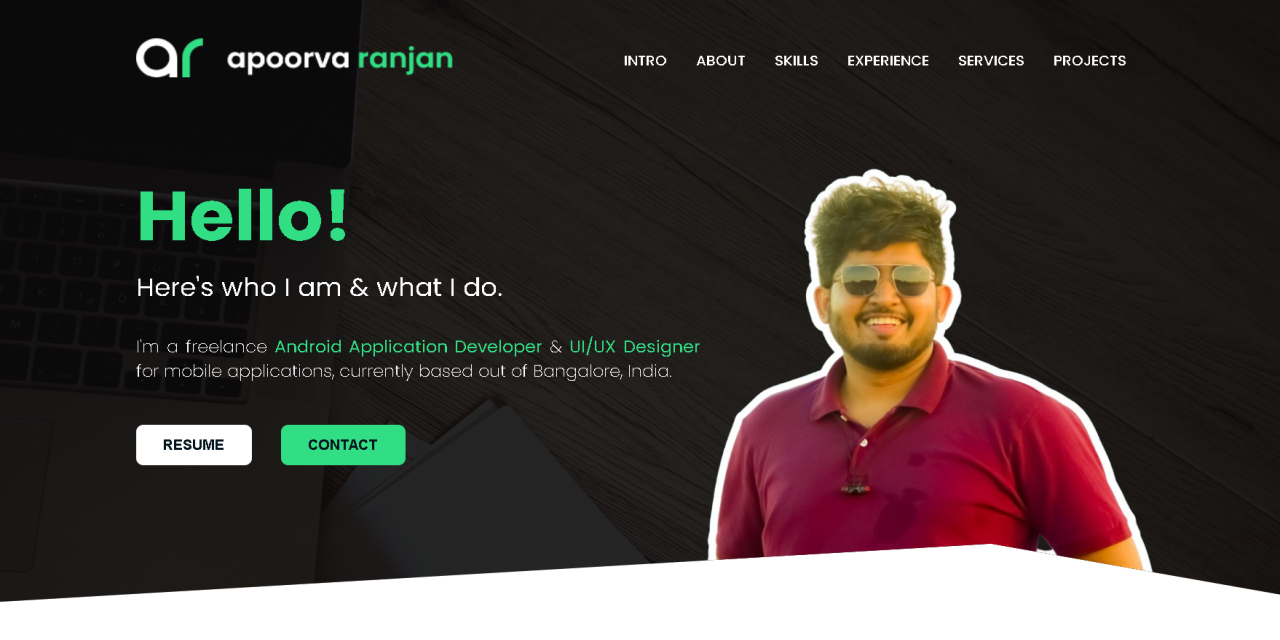 ar apoorva ranjan
INTRO ABOUT SKILLS EXPERIENCE SERVICES PROJECTS
Hello!
Here's who I am & what I do.
I'm a freelance Android Application Developer & UI/UX Designer
for mobile applications, currently based out of Bangalore, India.
RESUME CONTACT